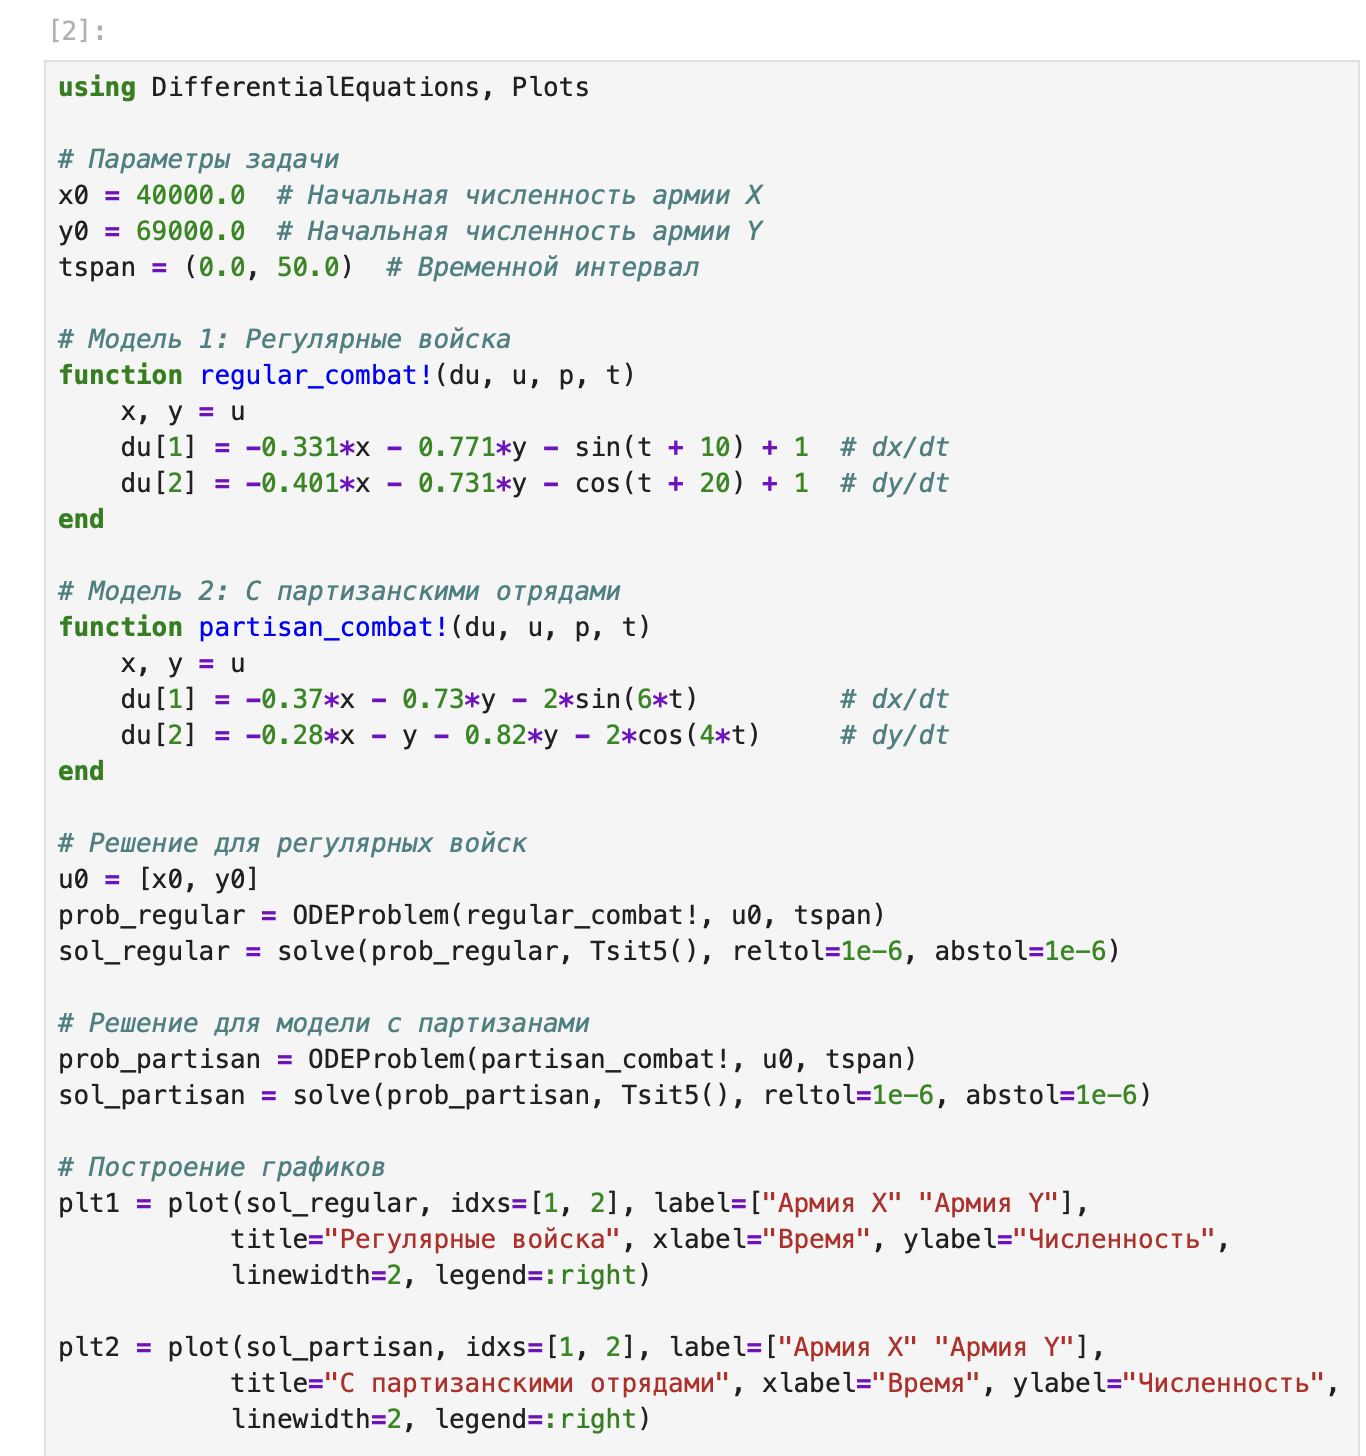 [2]:
using DifferentialEquations, Plots
# Параметры задачи
x0 = 40000.0  # Начальная численность армии X
y0 = 69000.0  # Начальная численность армии Y
tspan = (0.0, 50.0)  # Временной интервал
# Модель 1: Регулярные войска
function regular_combat!(du, u, p, t)
    x, y = u
    du[1] = -0.331*x - 0.771*y - sin(t + 10) + 1  # dx/dt
    du[2] = -0.401*x - 0.731*y - cos(t + 20) + 1  # dy/dt
end
# Модель 2: С партизанскими отрядами
function partisan_combat!(du, u, p, t)
    x, y = u
    du[1] = -0.37*x - 0.73*y - 2*sin(6*t)         # dx/dt
    du[2] = -0.28*x - y - 0.82*y - 2*cos(4*t)     # dy/dt
end
# Решение для регулярных войск
u0 = [x0, y0]
prob_regular = ODEProblem(regular_combat!, u0, tspan)
sol_regular = solve(prob_regular, Tsit5(), reltol=1e-6, abstol=1e-6)
# Решение для модели с партизанами
prob_partisan = ODEProblem(partisan_combat!, u0, tspan)
sol_partisan = solve(prob_partisan, Tsit5(), reltol=1e-6, abstol=1e-6)
# Построение графиков
plt1 = plot(sol_regular, idxs=[1, 2], label=["Армия X" "Армия Y"],
           title="Регулярные войска", xlabel="Время", ylabel="Численность",
           linewidth=2, legend=:right)
plt2 = plot(sol_partisan, idxs=[1, 2], label=["Армия X" "Армия Y"],
           title="С партизанскими отрядами", xlabel="Время", ylabel="Численность",
           linewidth=2, legend=:right)